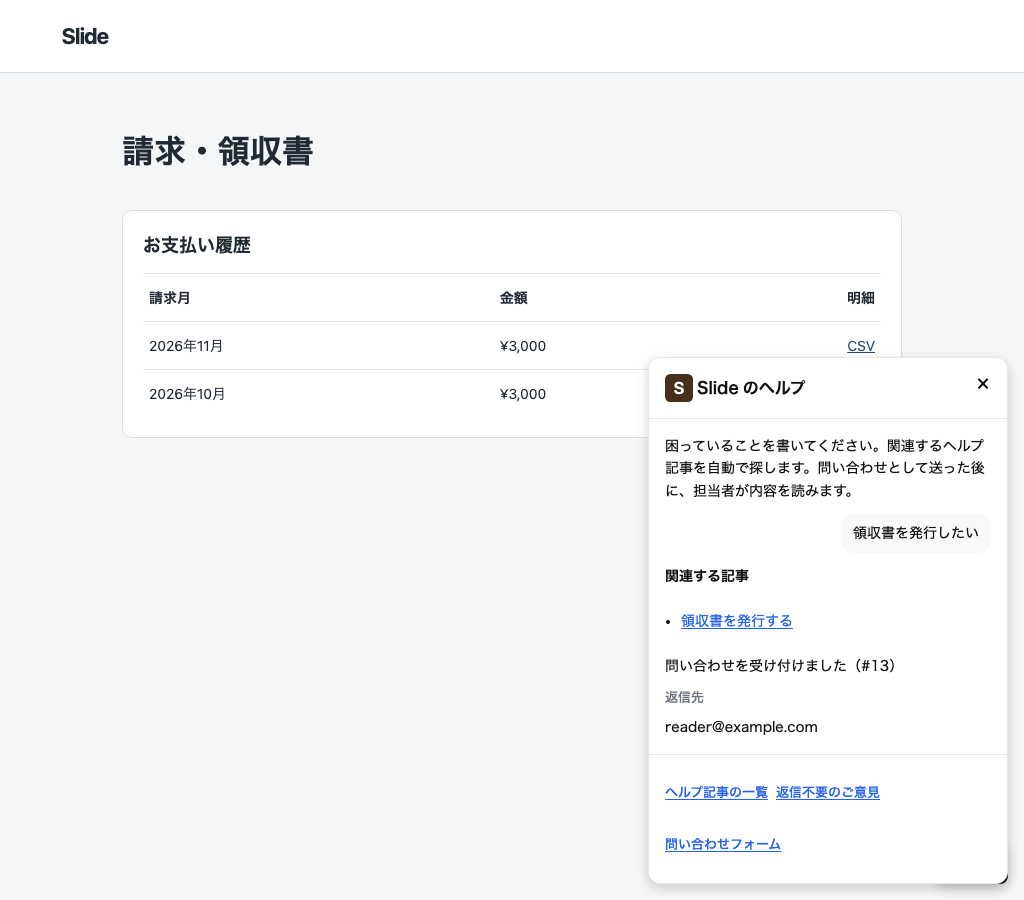 Slide
請求・領収書
お支払い履歴
請求月 金額 明細
2026年11月 ¥3,000 CSV
2026年10月 ¥3,000
S Slide のヘルプ ×
困っていることを書いてください。関連するヘルプ
記事を自動で探します。問い合わせとして送った後
に、担当者が内容を読みます。
領収書を発行したい
関連する記事
• 領収書を発行する
問い合わせを受け付けました（#13）
返信先
reader@example.com
ヘルプ記事の一覧 返信不要のご意見
問い合わせフォーム